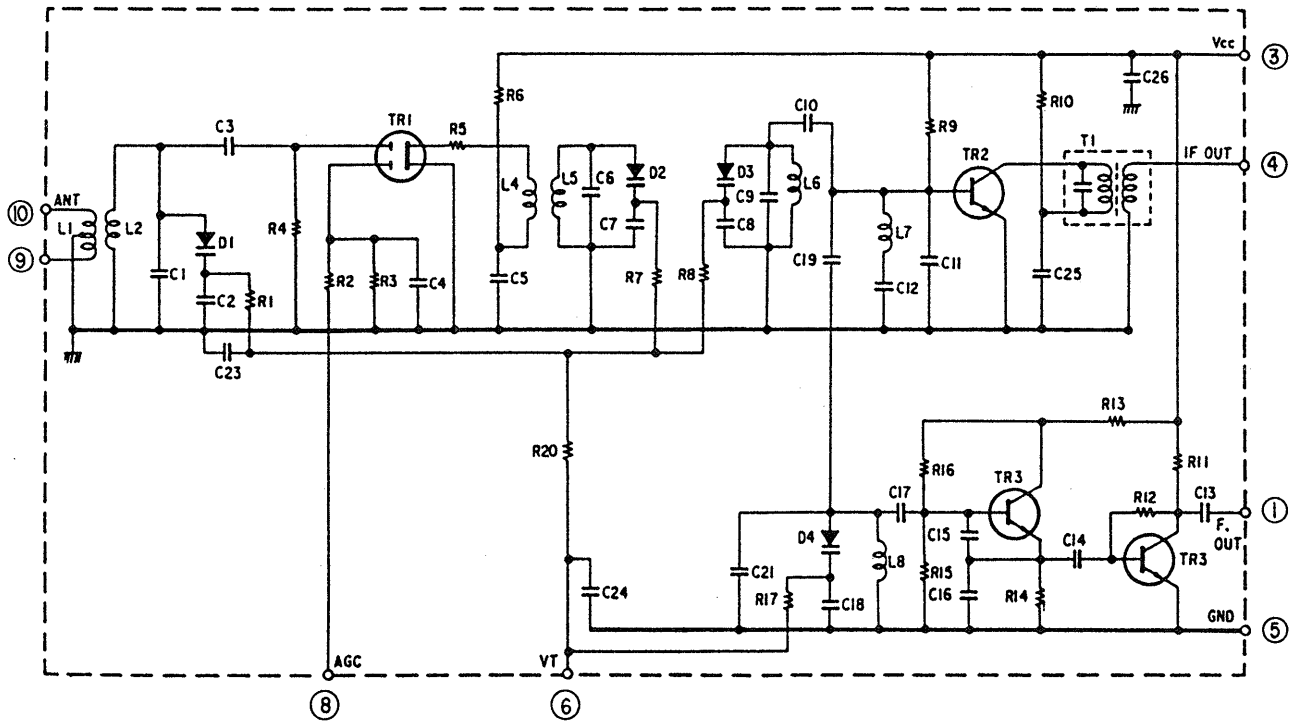 Vcc
③
C26
R6
C10
R10
TR1
C3
R5
R9
T1
TR2
IF OUT
④
D2
D3
L4
L5
C6
L6
C9
⑩
ANT
L1
L2
C7
C8
R4
D1
L7
⑨
C1
C2
R1
R2
R3
C4
C5
R7
R8
C19
C12
C11
C25
C23
R13
R20
R16
R11
TR3
C17
R12
C13
①
F.
OUT
D4
C15
C14
TR3
L8
C21
R15
C24
R17
C18
C16
R14
GND
⑤
AGC
VT
⑧
⑥